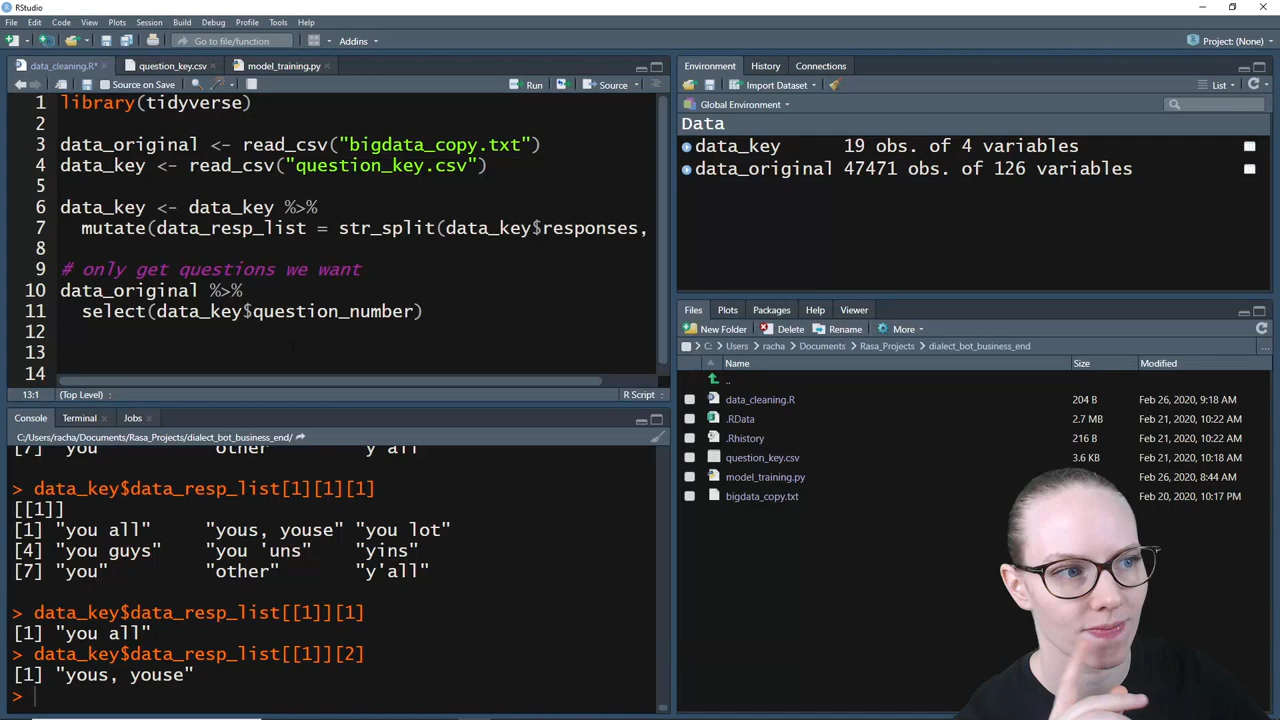 RStudio
File Edit Code View Plots Session Build Debug Profile Tools Help
Go to file/function Addins Project: (None)
data_cleaning.R* question_key.csv model_training.py
Source on Save Run Source
1 library(tidyverse)
2
3 data_original <- read_csv("bigdata_copy.txt")
4 data_key <- read_csv("question_key.csv")
5
6 data_key <- data_key %>%
7 mutate(data_resp_list = str_split(data_key$responses,
8
9 # only get questions we want
10 data_original %>%
11 select(data_key$question_number)
12
13
14
13:1 (Top Level) R Script
Console Terminal Jobs
C:/Users/racha/Documents/Rasa_Projects/dialect_bot_business_end/
[7] "you" "other" "y'all"
> data_key$data_resp_list[1][1][1]
[[1]]
[1] "you all" "yous, youse" "you lot"
[4] "you guys" "you 'uns" "yins"
[7] "you" "other" "y'all"
> data_key$data_resp_list[[1]][1]
[1] "you all"
> data_key$data_resp_list[[1]][2]
[1] "yous, youse"
>
Environment History Connections
Import Dataset List
Global Environment
Data
data_key 19 obs. of 4 variables
data_original 47471 obs. of 126 variables
Files Plots Packages Help Viewer
New Folder Delete Rename More
C: Users racha Documents Rasa_Projects dialect_bot_business_end ...
Name Size Modified
..
data_cleaning.R 204 B Feb 26, 2020, 9:18 AM
.RData 2.7 MB Feb 21, 2020, 10:22 AM
.Rhistory 216 B Feb 21, 2020, 10:22 AM
question_key.csv 3.6 KB Feb 21, 2020, 10:18 AM
model_training.py Feb 26, 2020, 8:44 AM
bigdata_copy.txt Feb 20, 2020, 10:17 PM